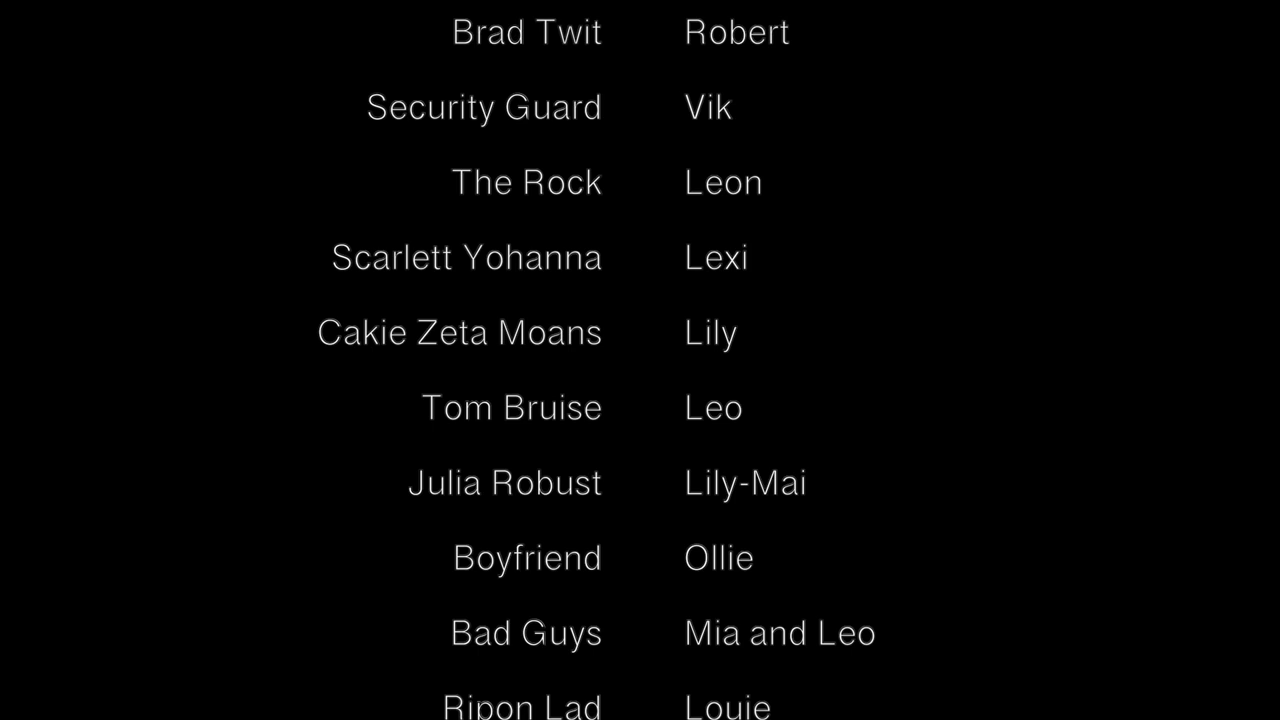 Brad Twit Robert
Security Guard Vik
The Rock Leon
Scarlett Yohanna Lexi
Cakie Zeta Moans Lily
Tom Bruise Leo
Julia Robust Lily-Mai
Boyfriend Ollie
Bad Guys Mia and Leo
Ripon Lad Louie